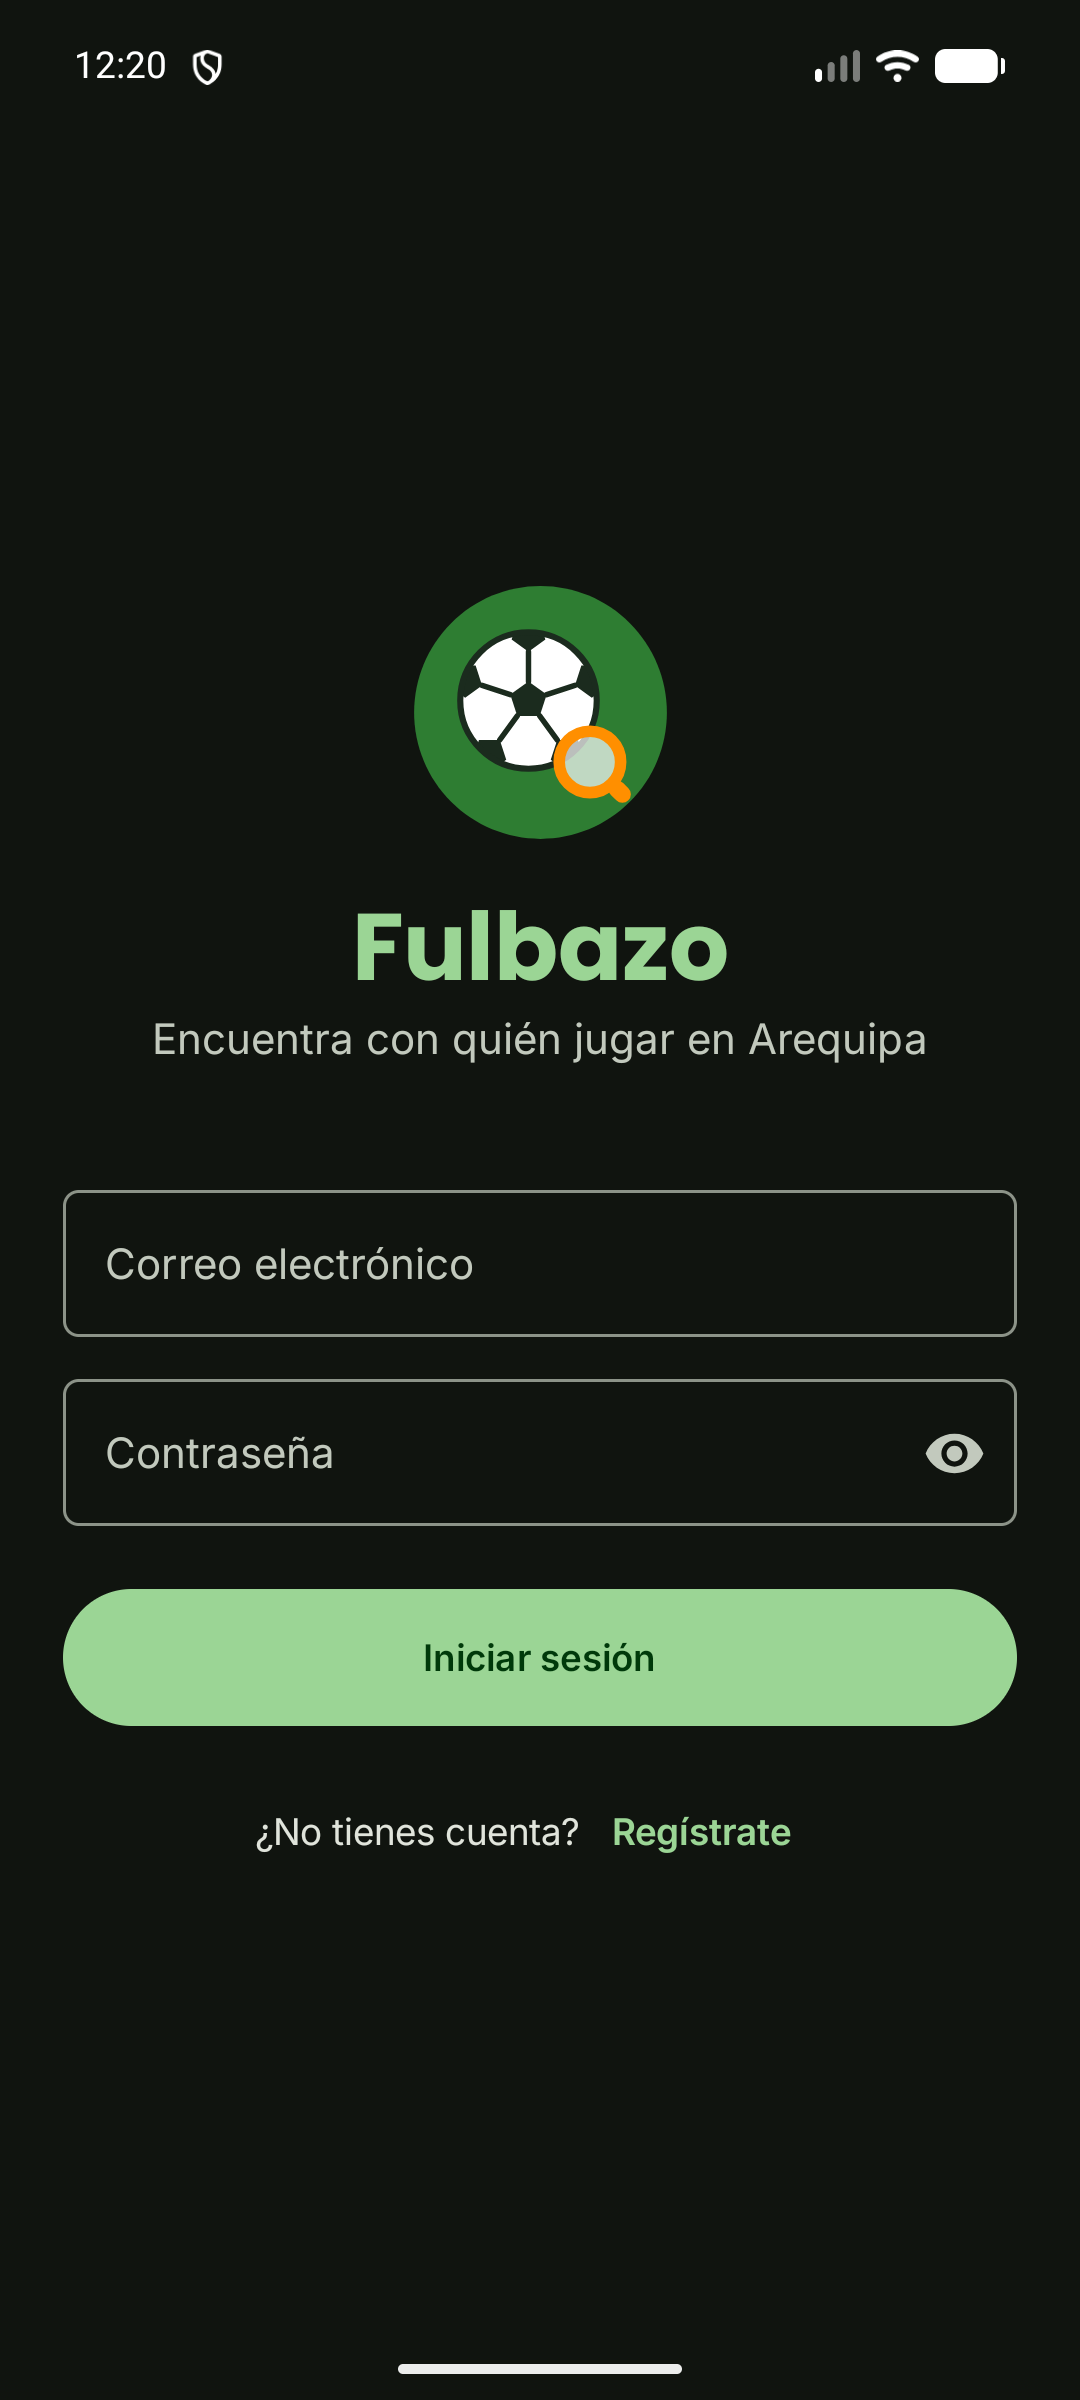 12:20
Fulbazo
Encuentra con quién jugar en Arequipa
Correo electrónico
Contraseña
Iniciar sesión
¿No tienes cuenta? Regístrate